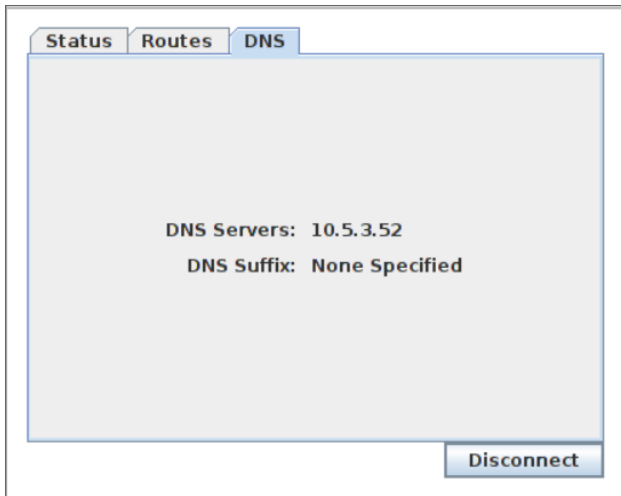 Status Routes DNS
DNS Servers: 10.5.3.52
DNS Suffix: None Specified
Disconnect